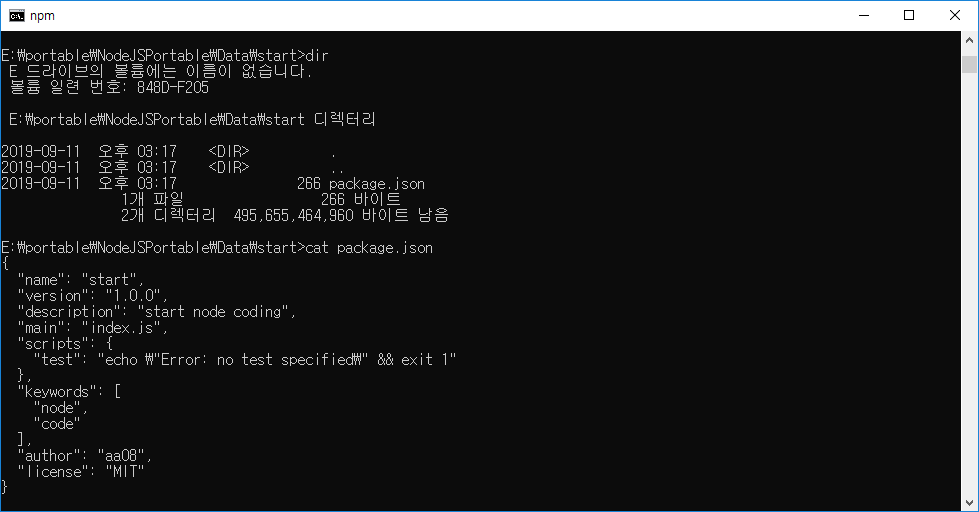 npm
E:₩portable₩NodeJSPortable₩Data₩start>dir
E 드라이브의 볼륨에는 이름이 없습니다.
볼륨 일련 번호: 848D-F205
E:₩portable₩NodeJSPortable₩Data₩start 디렉터리
2019-09-11  오후 03:17    <DIR>          .
2019-09-11  오후 03:17    <DIR>          ..
2019-09-11  오후 03:17               266 package.json
1개 파일                 266 바이트
2개 디렉터리  495,655,464,960 바이트 남음
E:₩portable₩NodeJSPortable₩Data₩start>cat package.json
{
  "name": "start",
  "version": "1.0.0",
  "description": "start node coding",
  "main": "index.js",
  "scripts": {
    "test": "echo ₩"Error: no test specified₩" && exit 1"
  },
  "keywords": [
    "node",
    "code"
  ],
  "author": "aa08",
  "license": "MIT"
}